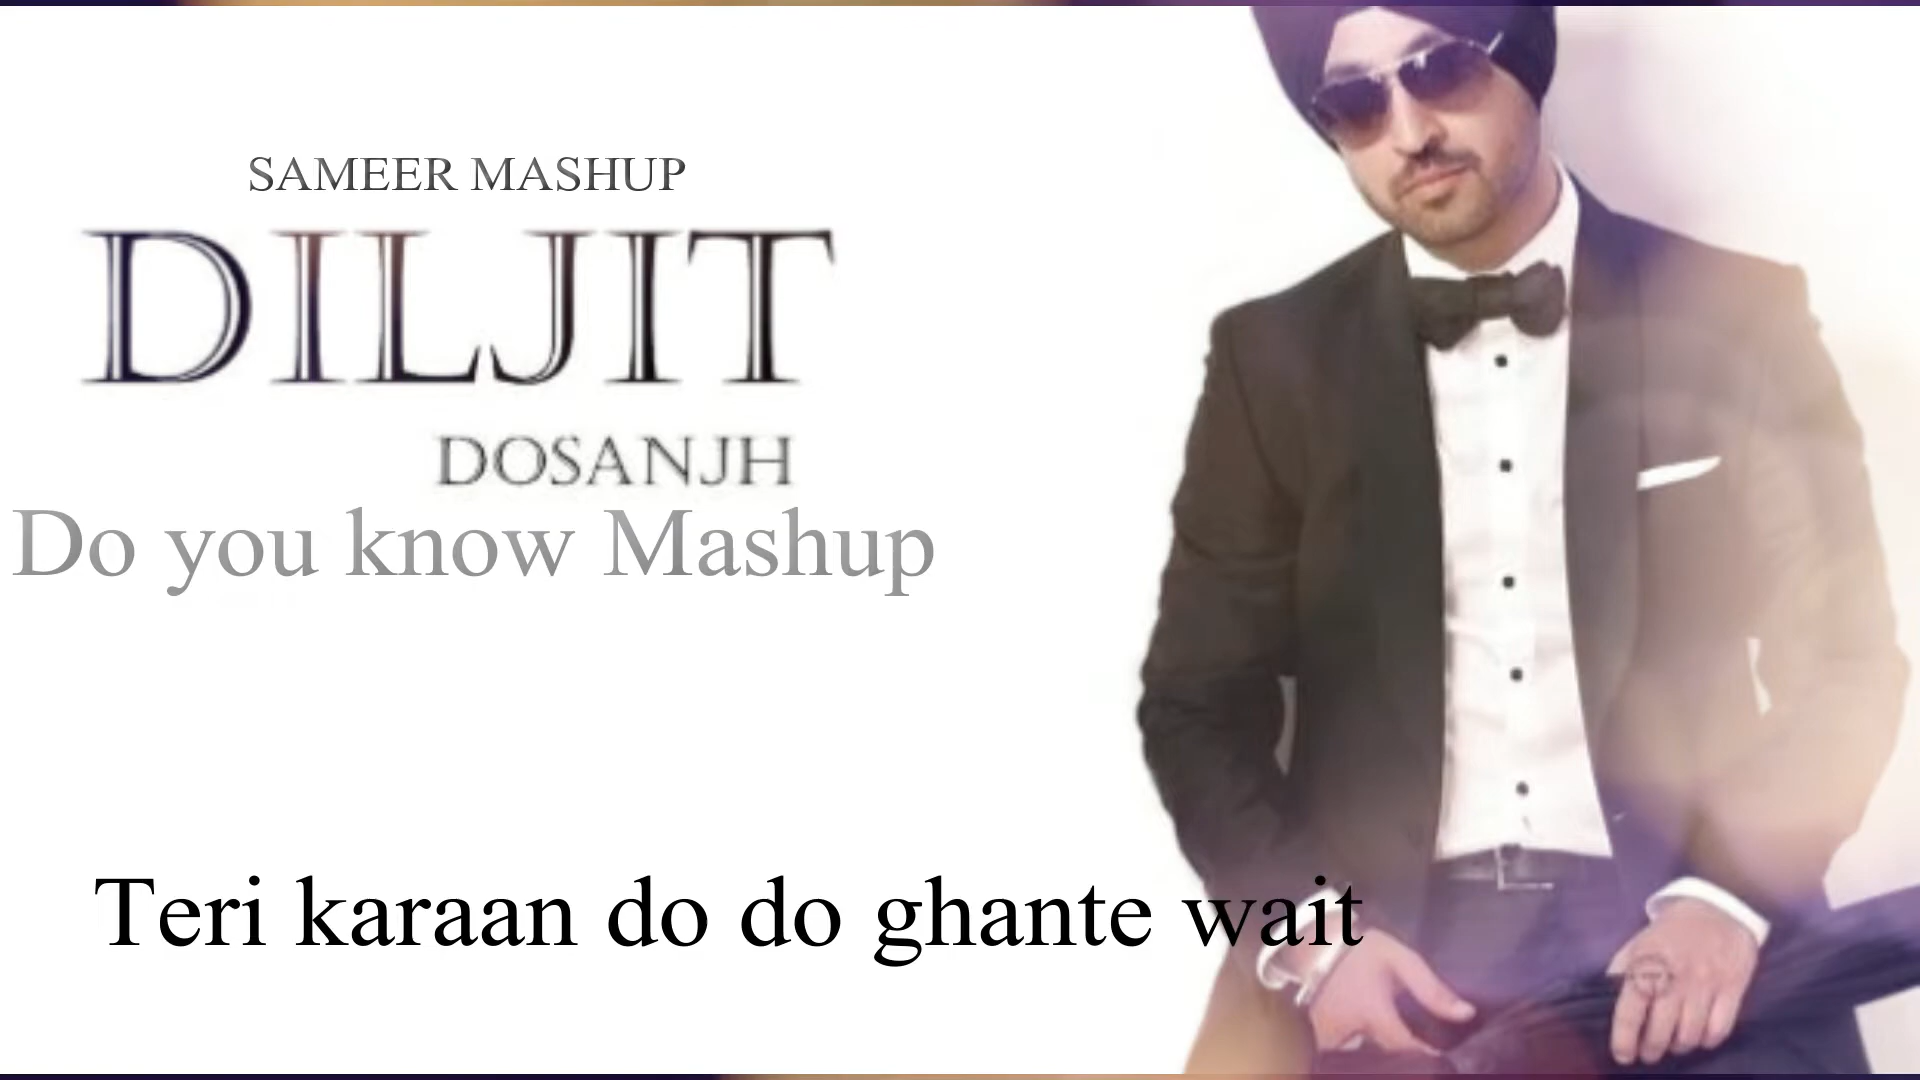 SAMEER MASHUP
DILJIT
DOSANJH
Do you know Mashup
Teri karaan do do ghante wait